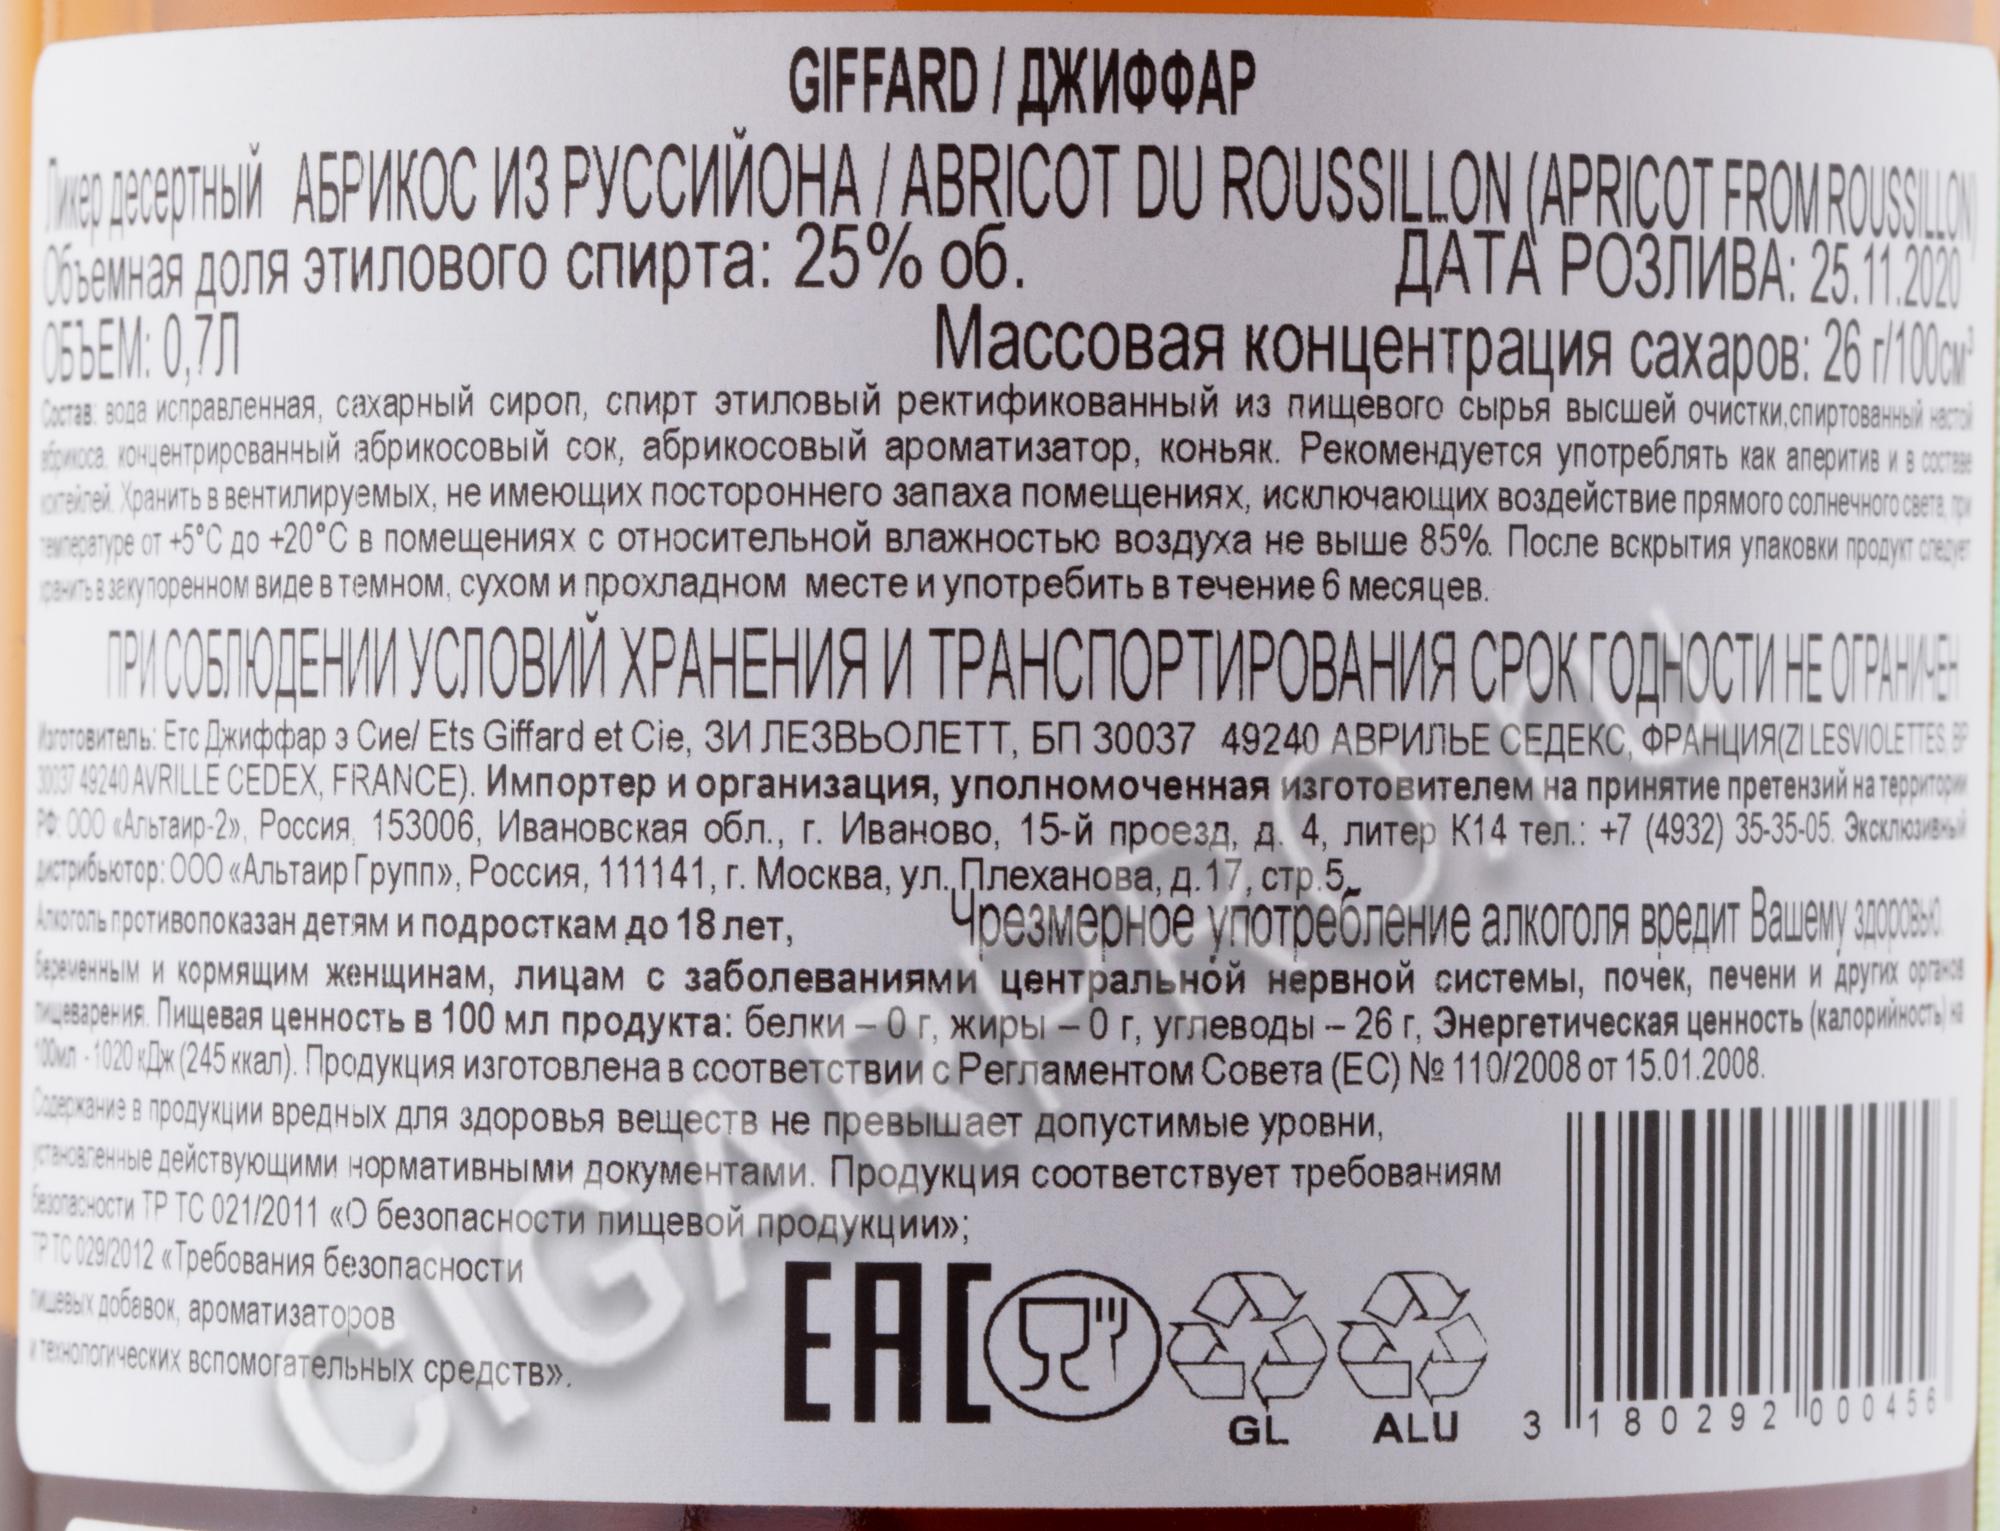 GIFFARD / ДЖИФФАР
Ликер десертный АБРИКОС ИЗ РУССИЙОНА / ABRICOT DU ROUSSILLON (APRICOT FROM ROUSSILLON)
Объемная доля этилового спирта: 25% об. ДАТА РОЗЛИВА: 25.11.2020
ОБЪЕМ: 0,7Л Массовая концентрация сахаров: 26 г/100см³
Состав: вода исправленная, сахарный сироп, спирт этиловый ректификованный из пищевого сырья высшей очистки,спиртованный настой
абрикоса, концентрированный абрикосовый сок, абрикосовый ароматизатор, коньяк. Рекомендуется употреблять как аперитив и в составе
коктейлей. Хранить в вентилируемых, не имеющих постороннего запаха помещениях, исключающих воздействие прямого солнечного света, при
температуре от +5°С до +20°С в помещениях с относительной влажностью воздуха не выше 85%. После вскрытия упаковки продукт следует
хранить в закупоренном виде в темном, сухом и прохладном месте и употребить в течение 6 месяцев.
ПРИ СОБЛЮДЕНИИ УСЛОВИЙ ХРАНЕНИЯ И ТРАНСПОРТИРОВАНИЯ СРОК ГОДНОСТИ НЕ ОГРАНИЧЕН
Изготовитель: Етс Джиффар э Сие/ Ets Giffard et Cie, ЗИ ЛЕЗВЬОЛЕТТ, БП 30037 49240 АВРИЛЬЕ СЕДЕКС, ФРАНЦИЯ(ZI LESVIOLETTES, BP
30037 49240 AVRILLE CEDEX, FRANCE). Импортер и организация, уполномоченная изготовителем на принятие претензий на территории
РФ: ООО «Альтаир-2», Россия, 153006, Ивановская обл., г. Иваново, 15-й проезд, д. 4, литер К14 тел.: +7 (4932) 35-35-05. Эксклюзивный
дистрибьютор: ООО «Альтаир Групп», Россия, 111141, г. Москва, ул. Плеханова, д.17, стр.5.
Алкоголь противопоказан детям и подросткам до 18 лет, Чрезмерное употребление алкоголя вредит Вашему здоровью.
беременным и кормящим женщинам, лицам с заболеваниями центральной нервной системы, почек, печени и других органов
пищеварения. Пищевая ценность в 100 мл продукта: белки – 0 г, жиры – 0 г, углеводы – 26 г, Энергетическая ценность (калорийность) на
100мл - 1020 кДж (245 ккал). Продукция изготовлена в соответствии с Регламентом Совета (ЕС) № 110/2008 от 15.01.2008.
Содержание в продукции вредных для здоровья веществ не превышает допустимые уровни,
установленные действующими нормативными документами. Продукция соответствует требованиям
безопасности ТР ТС 021/2011 «О безопасности пищевой продукции»;
ТР ТС 029/2012 «Требования безопасности
пищевых добавок, ароматизаторов
и технологических вспомогательных средств».
EAC
GL ALU
3 180292 000456
CIGARPRO.ru